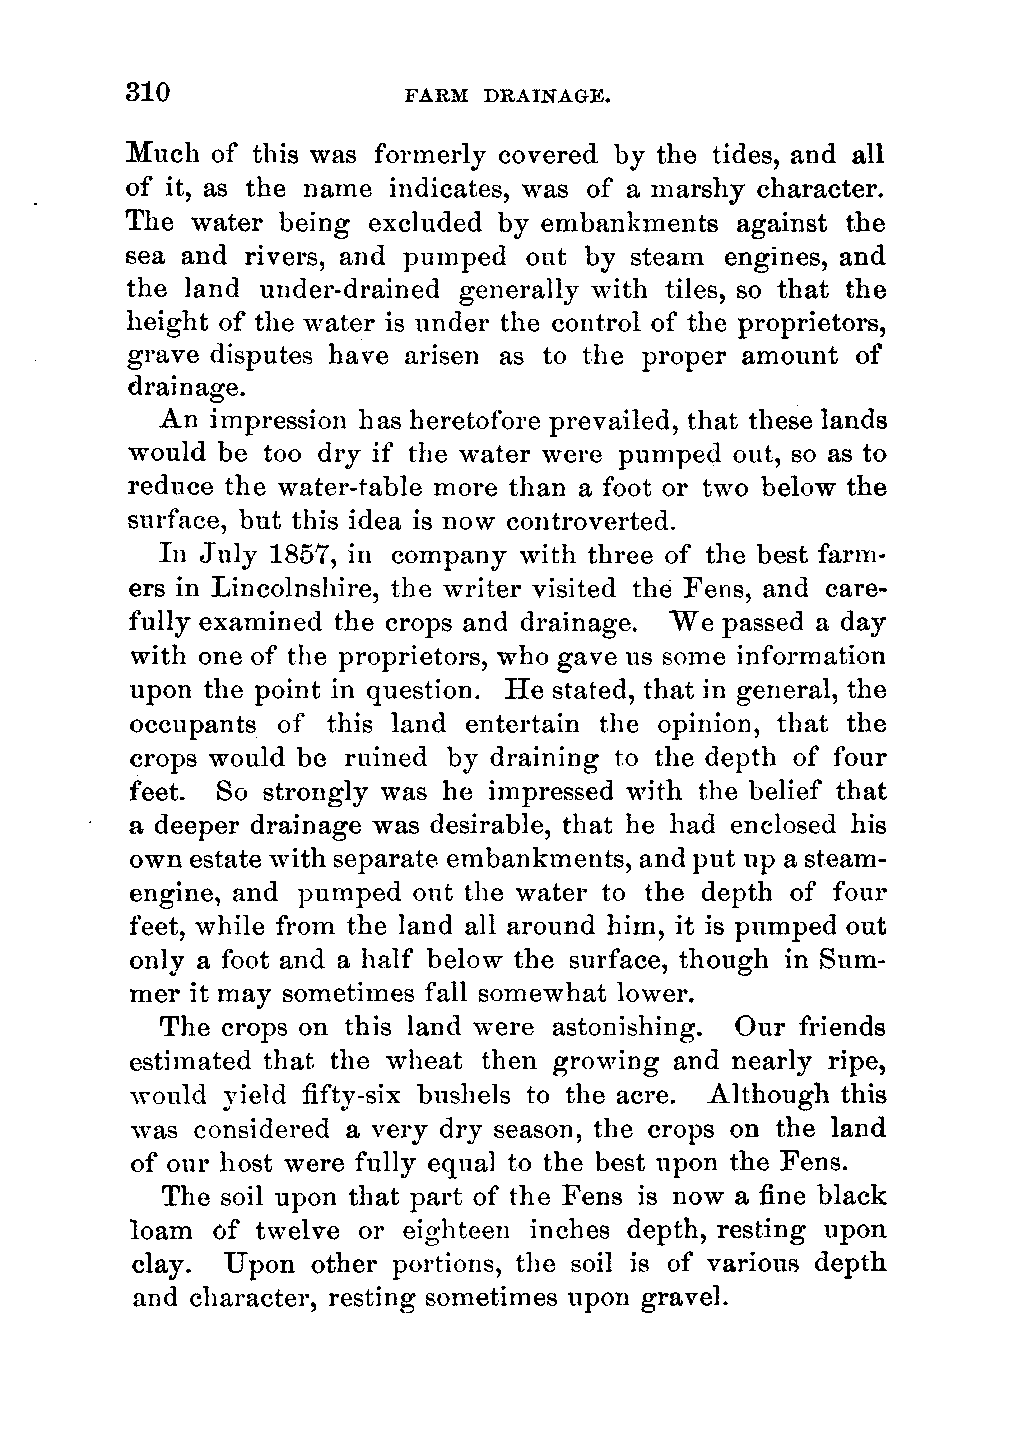 310 FARM DRAINAGE.
Much of this was formerly covered by the tides, and all
of it, as the name indicates, was of a marshy character.
The water being excluded by embankments against the
sea and rivers, and pumped out by steam engines, and
the land under-drained generally with tiles, so that the
height of the water is under the control of the proprietors,
grave disputes have arisen as to the proper amount of
drainage.
An impression has heretofore prevailed, that these lands
would be too dry if the water were pumped out, so as to
reduce the water-table more than a foot or two below the
surface, but this idea is now controverted.
In July 1857, in company with three of the best farm-
ers in Lincolnshire, the writer visited the Fens, and care-
fully examined the crops and drainage. We passed a day
with one of the proprietors, who gave us some information
upon the point in question. He stated, that in general, the
occupants of this land entertain the opinion, that the
crops would be ruined by draining to the depth of four
feet. So strongly was he impressed with the belief that
a deeper drainage was desirable, that he had enclosed his
own estate with separate embankments, and put up a steam-
engine, and pumped out the water to the depth of four
feet, while from the land all around him, it is pumped out
only a foot and a half below the surface, though in Sum-
mer it may sometimes fall somewhat lower.
The crops on this land were astonishing. Our friends
estimated that the wheat then growing and nearly ripe,
would yield fifty-six bushels to the acre. Although this
was considered a very dry season, the crops on the land
of our host were fully equal to the best upon the Fens.
The soil upon that part of the Fens is now a fine black
loam of twelve or eighteen inches depth, resting upon
clay. Upon other portions, the soil is of various depth
and character, resting sometimes upon gravel.